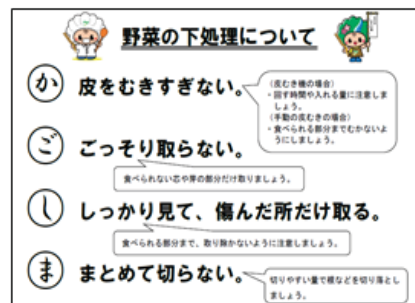 野菜の下処理について
か 皮をむきすぎない。
(皮むき機の場合)
・回す時間や入れる量に注意しま
しょう。
(手動の皮むきの場合)
・食べられる部分までむかないよ
うにしましょう。
ご ごっそり取らない。
食べられない芯や芽の部分だけ取りましょう。
し しっかり見て、傷んだ所だけ取る。
食べられる部分まで、取り除かないように注意しましょう。
ま まとめて切らない。
切りやすい量で根などを切り落とし
ましょう。